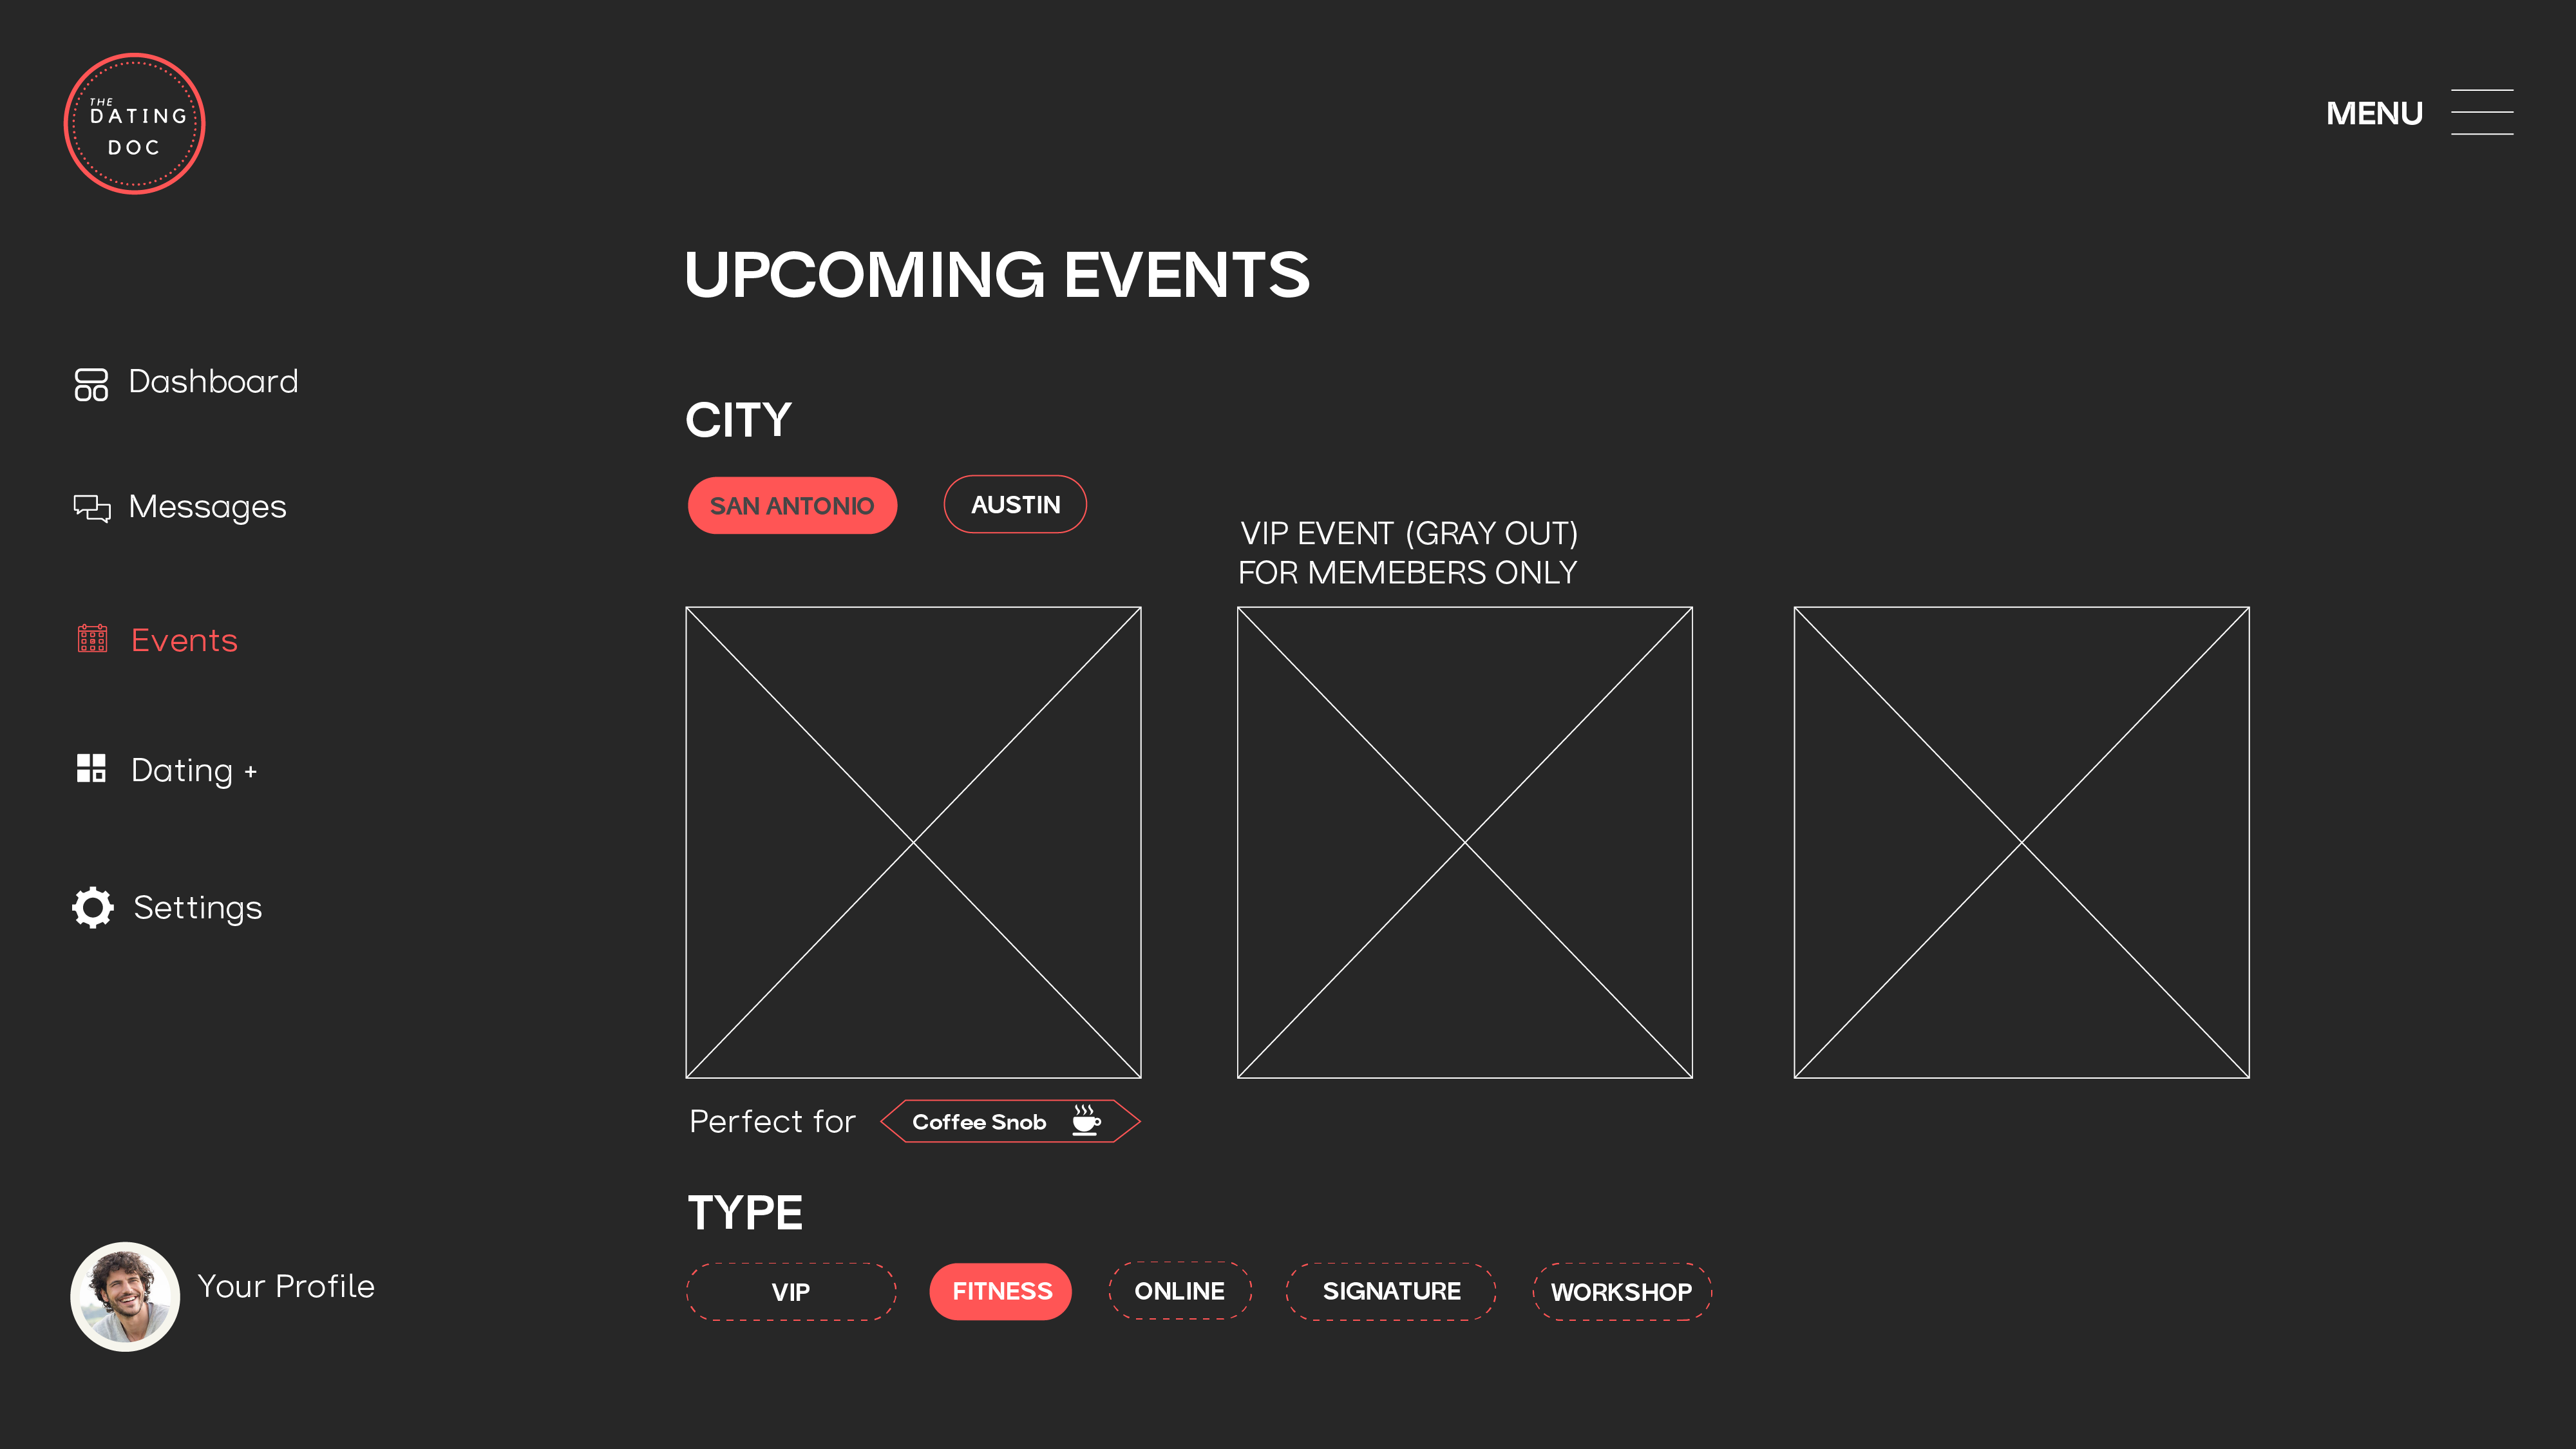 THE
DATING
DOC
MENU
UPCOMING EVENTS
Dashboard
Messages
Events
Dating +
Settings
Your Profile
CITY
SAN ANTONIO
AUSTIN
VIP EVENT (GRAY OUT)
FOR MEMEBERS ONLY
Perfect for
Coffee Snob
TYPE
VIP
FITNESS
ONLINE
SIGNATURE
WORKSHOP